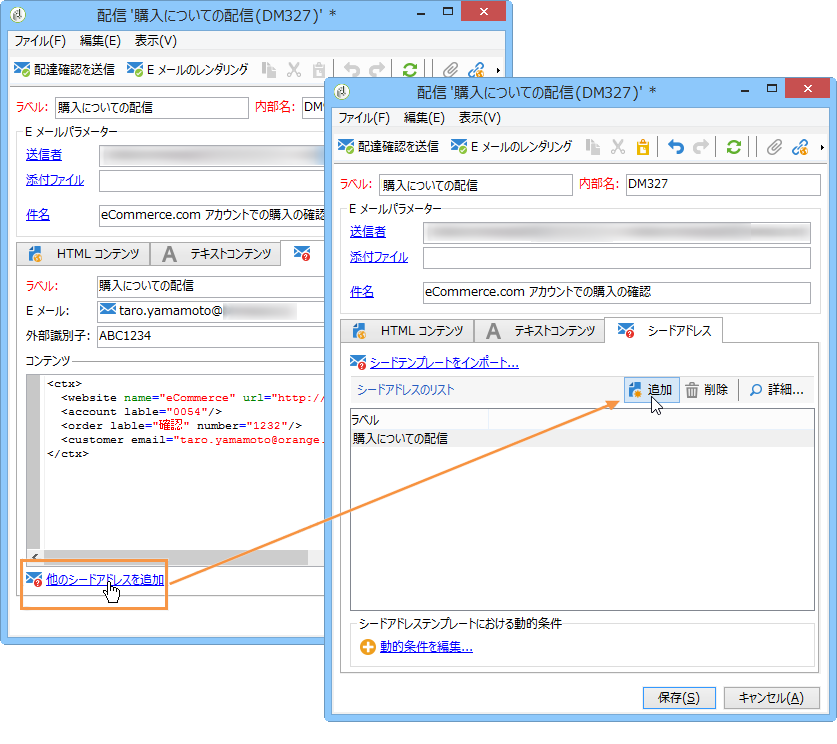 配信 '購入についての配信(DM327)' *
ファイル(F) 編集(E) 表示(V)
配達確認を送信 E メールのレンダリング
ラベル: 購入についての配信 内部名:
E メールパラメーター
送信者
添付ファイル
件名 eCommerce.com アカウントでの購入の確認
HTML コンテンツ テキストコンテンツ
ラベル: 購入についての配信
E メール: taro.yamamoto@
外部識別子: ABC1234
コンテンツ
<ctx>
<website name="eCommerce" url="http://
<account lable="0054"/>
<order lable="確認" number="1232"/>
<customer email="taro.yamamoto@orange.
</ctx>
他のシードアドレスを追加
配信 '購入についての配信(DM327)' *
ファイル(F) 編集(E) 表示(V)
配達確認を送信 E メールのレンダリング
ラベル: 購入についての配信 内部名: DM327
E メールパラメーター
送信者
添付ファイル
件名 eCommerce.com アカウントでの購入の確認
HTML コンテンツ テキストコンテンツ シードアドレス
シードテンプレートをインポート...
シードアドレスのリスト 追加 削除 詳細...
ラベル
購入についての配信
シードアドレステンプレートにおける動的条件
動的条件を編集...
保存(S) キャンセル(A)